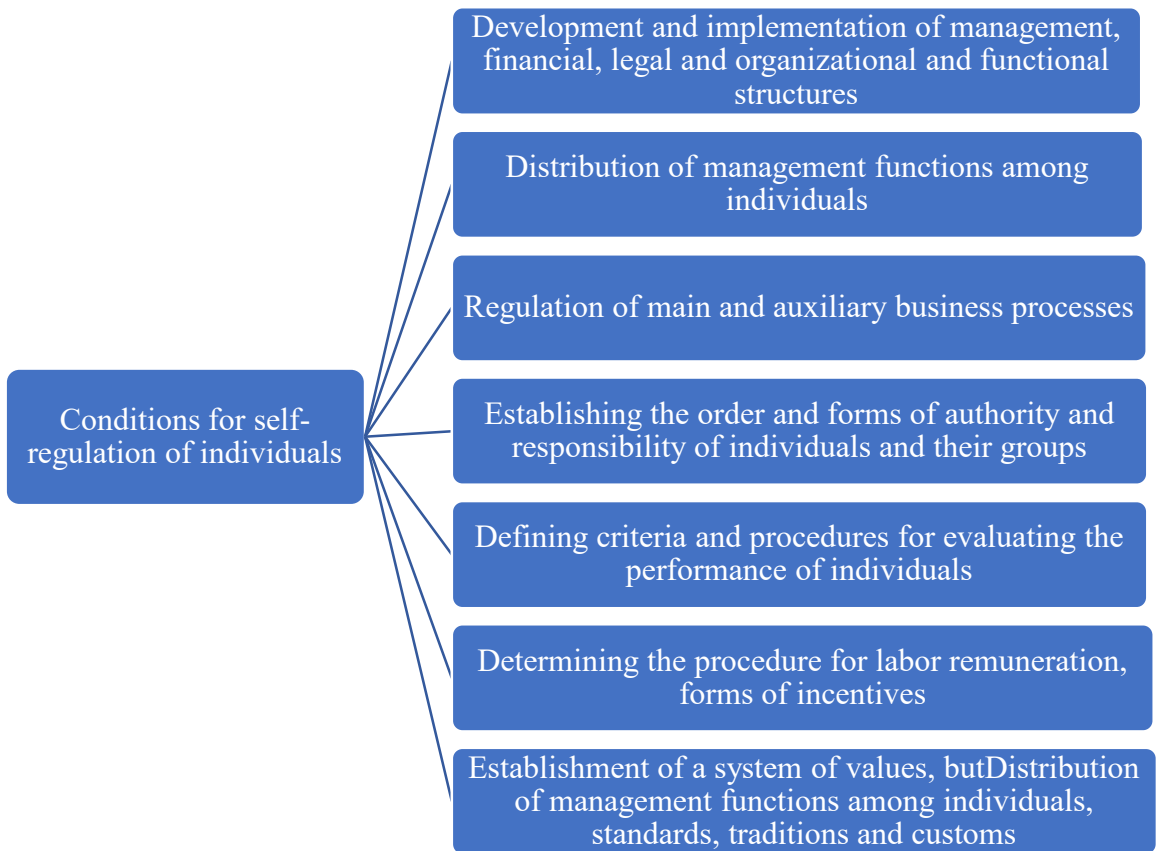 Development and implementation of management,
financial, legal and organizational and functional
structures
Distribution of management functions among
individuals
Regulation of main and auxiliary business processes
Conditions for self-
regulation of individuals
Establishing the order and forms of authority and
responsibility of individuals and their groups
Defining criteria and procedures for evaluating the
performance of individuals
Determining the procedure for labor remuneration,
forms of incentives
Establishment of a system of values, butDistribution
of management functions among individuals,
standards, traditions and customs